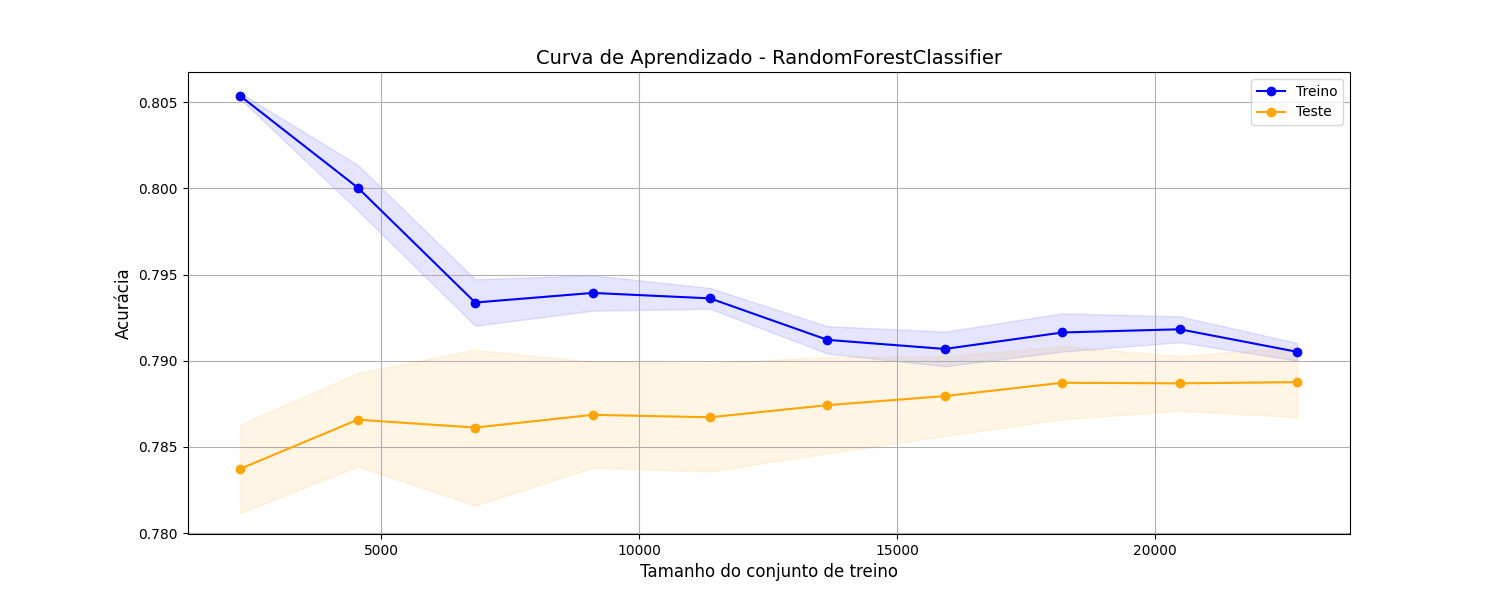 Curva de Aprendizado - RandomForestClassifier
Treino
Teste
Acurácia
0.805
0.800
0.795
0.790
0.785
0.780
5000
10000
15000
20000
Tamanho do conjunto de treino